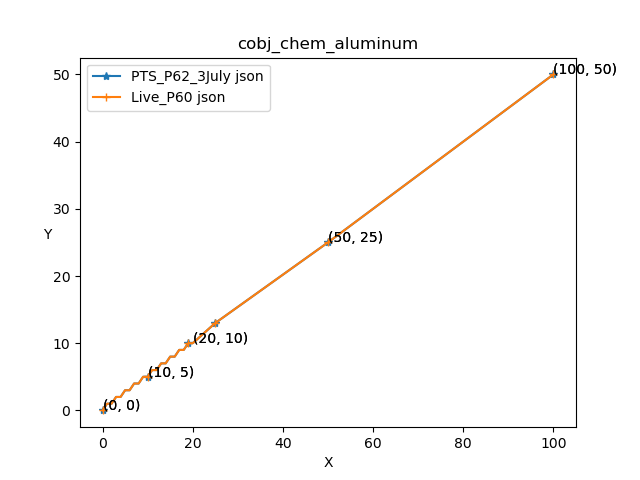 cobj_chem_aluminum
PTS_P62_3July json
Live_P60 json
(100, 50)
(50, 25)
(20, 10)
(10, 5)
(0, 0)
50
40
30
20
10
0
Y
0 20 40 60 80 100
X